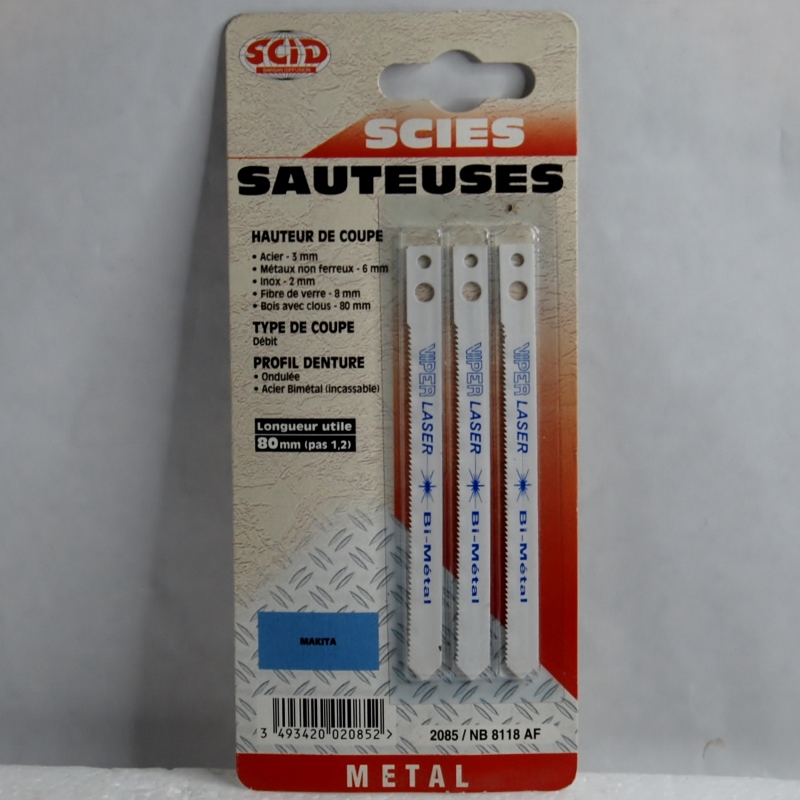 SCID
SCIES
SAUTEUSES
HAUTEUR DE COUPE
• Acier - 3 mm
• Métaux non ferreux - 6 mm
• Inox - 2 mm
• Fibre de verre - 8 mm
• Bois avec clous - 80 mm
TYPE DE COUPE
Débit
PROFIL DENTURE
• Ondulée
• Acier Bimétal (incassable)
Longueur utile
80 mm (pas 1,2)
VIPER LASER Bi-Métal
VIPER LASER Bi-Métal
VIPER LASER Bi-Métal
MAKITA
3 493420 020852 >
2085 / NB 8118 AF
METAL